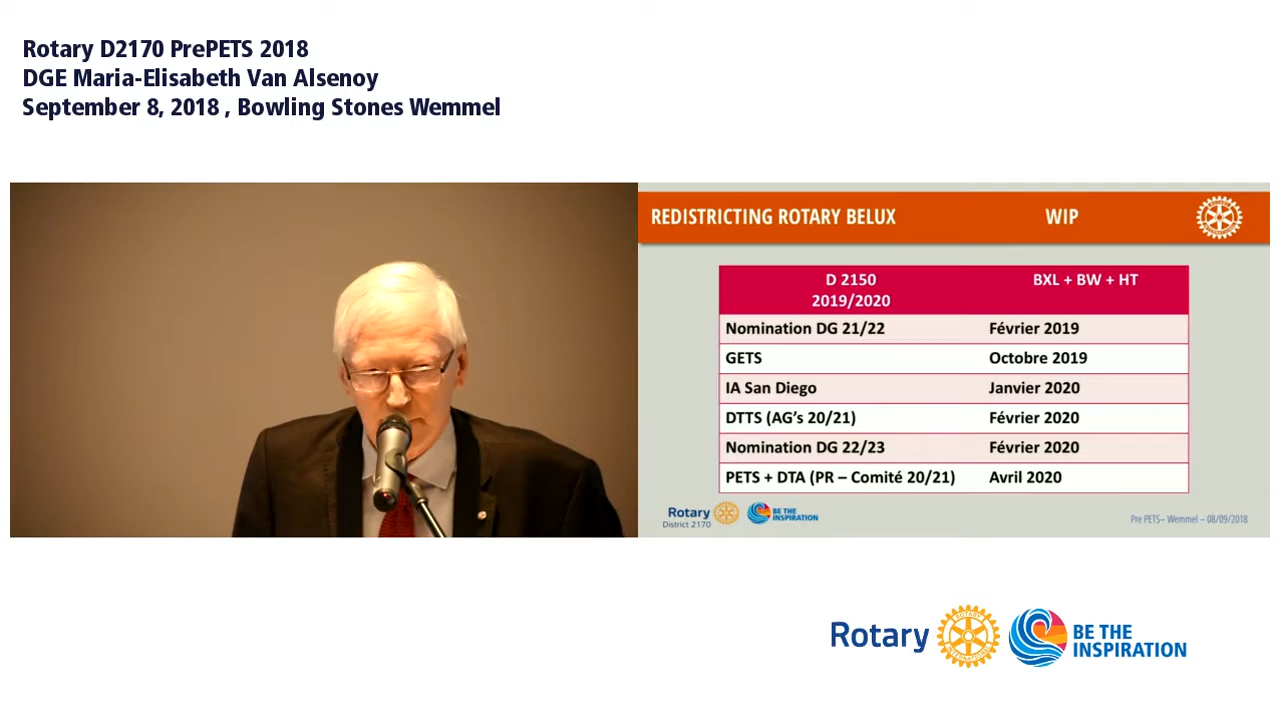 Rotary D2170 PrePETS 2018
DGE Maria-Elisabeth Van Alsenoy
September 8, 2018 , Bowling Stones Wemmel
REDISTRICTING ROTARY BELUX WIP
D 2150 BXL + BW + HT
2019/2020
Nomination DG 21/22 Février 2019
GETS Octobre 2019
IA San Diego Janvier 2020
DTTS (AG’s 20/21) Février 2020
Nomination DG 22/23 Février 2020
PETS + DTA (PR – Comité 20/21) Avril 2020
Rotary
District 2170
BE THE
INSPIRATION
Pre PETS– Wemmel – 08/09/2018
Rotary
ROTARY
INTERNATIONAL
BE THE
INSPIRATION